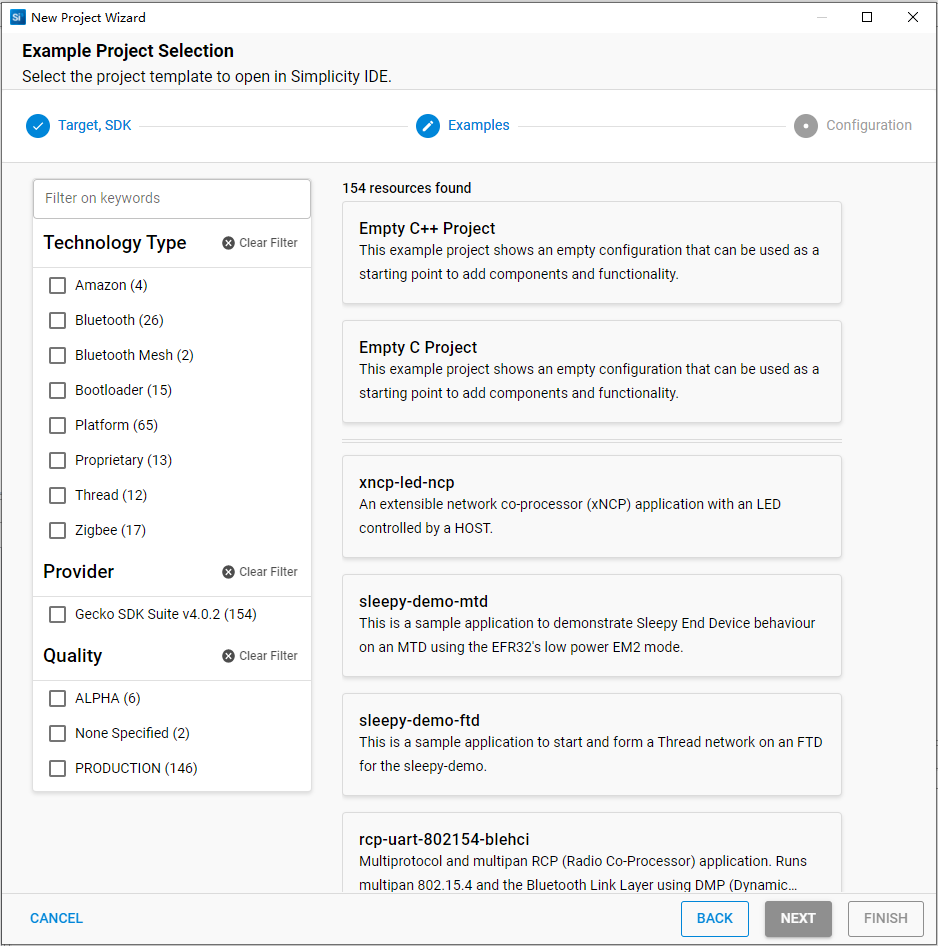 Si
New Project Wizard
Example Project Selection
Select the project template to open in Simplicity IDE.
Target, SDK
Examples
Configuration
Filter on keywords
Technology Type
Clear Filter
Amazon (4)
Bluetooth (26)
Bluetooth Mesh (2)
Bootloader (15)
Platform (65)
Proprietary (13)
Thread (12)
Zigbee (17)
Provider
Clear Filter
Gecko SDK Suite v4.0.2 (154)
Quality
Clear Filter
ALPHA (6)
None Specified (2)
PRODUCTION (146)
154 resources found
Empty C++ Project
This example project shows an empty configuration that can be used as a
starting point to add components and functionality.
Empty C Project
This example project shows an empty configuration that can be used as a
starting point to add components and functionality.
xncp-led-ncp
An extensible network co-processor (xNCP) application with an LED
controlled by a HOST.
sleepy-demo-mtd
This is a sample application to demonstrate Sleepy End Device behaviour
on an MTD using the EFR32's low power EM2 mode.
sleepy-demo-ftd
This is a sample application to start and form a Thread network on an FTD
for the sleepy-demo.
rcp-uart-802154-blehci
Multiprotocol and multipan RCP (Radio Co-Processor) application. Runs
multipan 802.15.4 and the Bluetooth Link Layer using DMP (Dynamic...
CANCEL
BACK
NEXT
FINISH